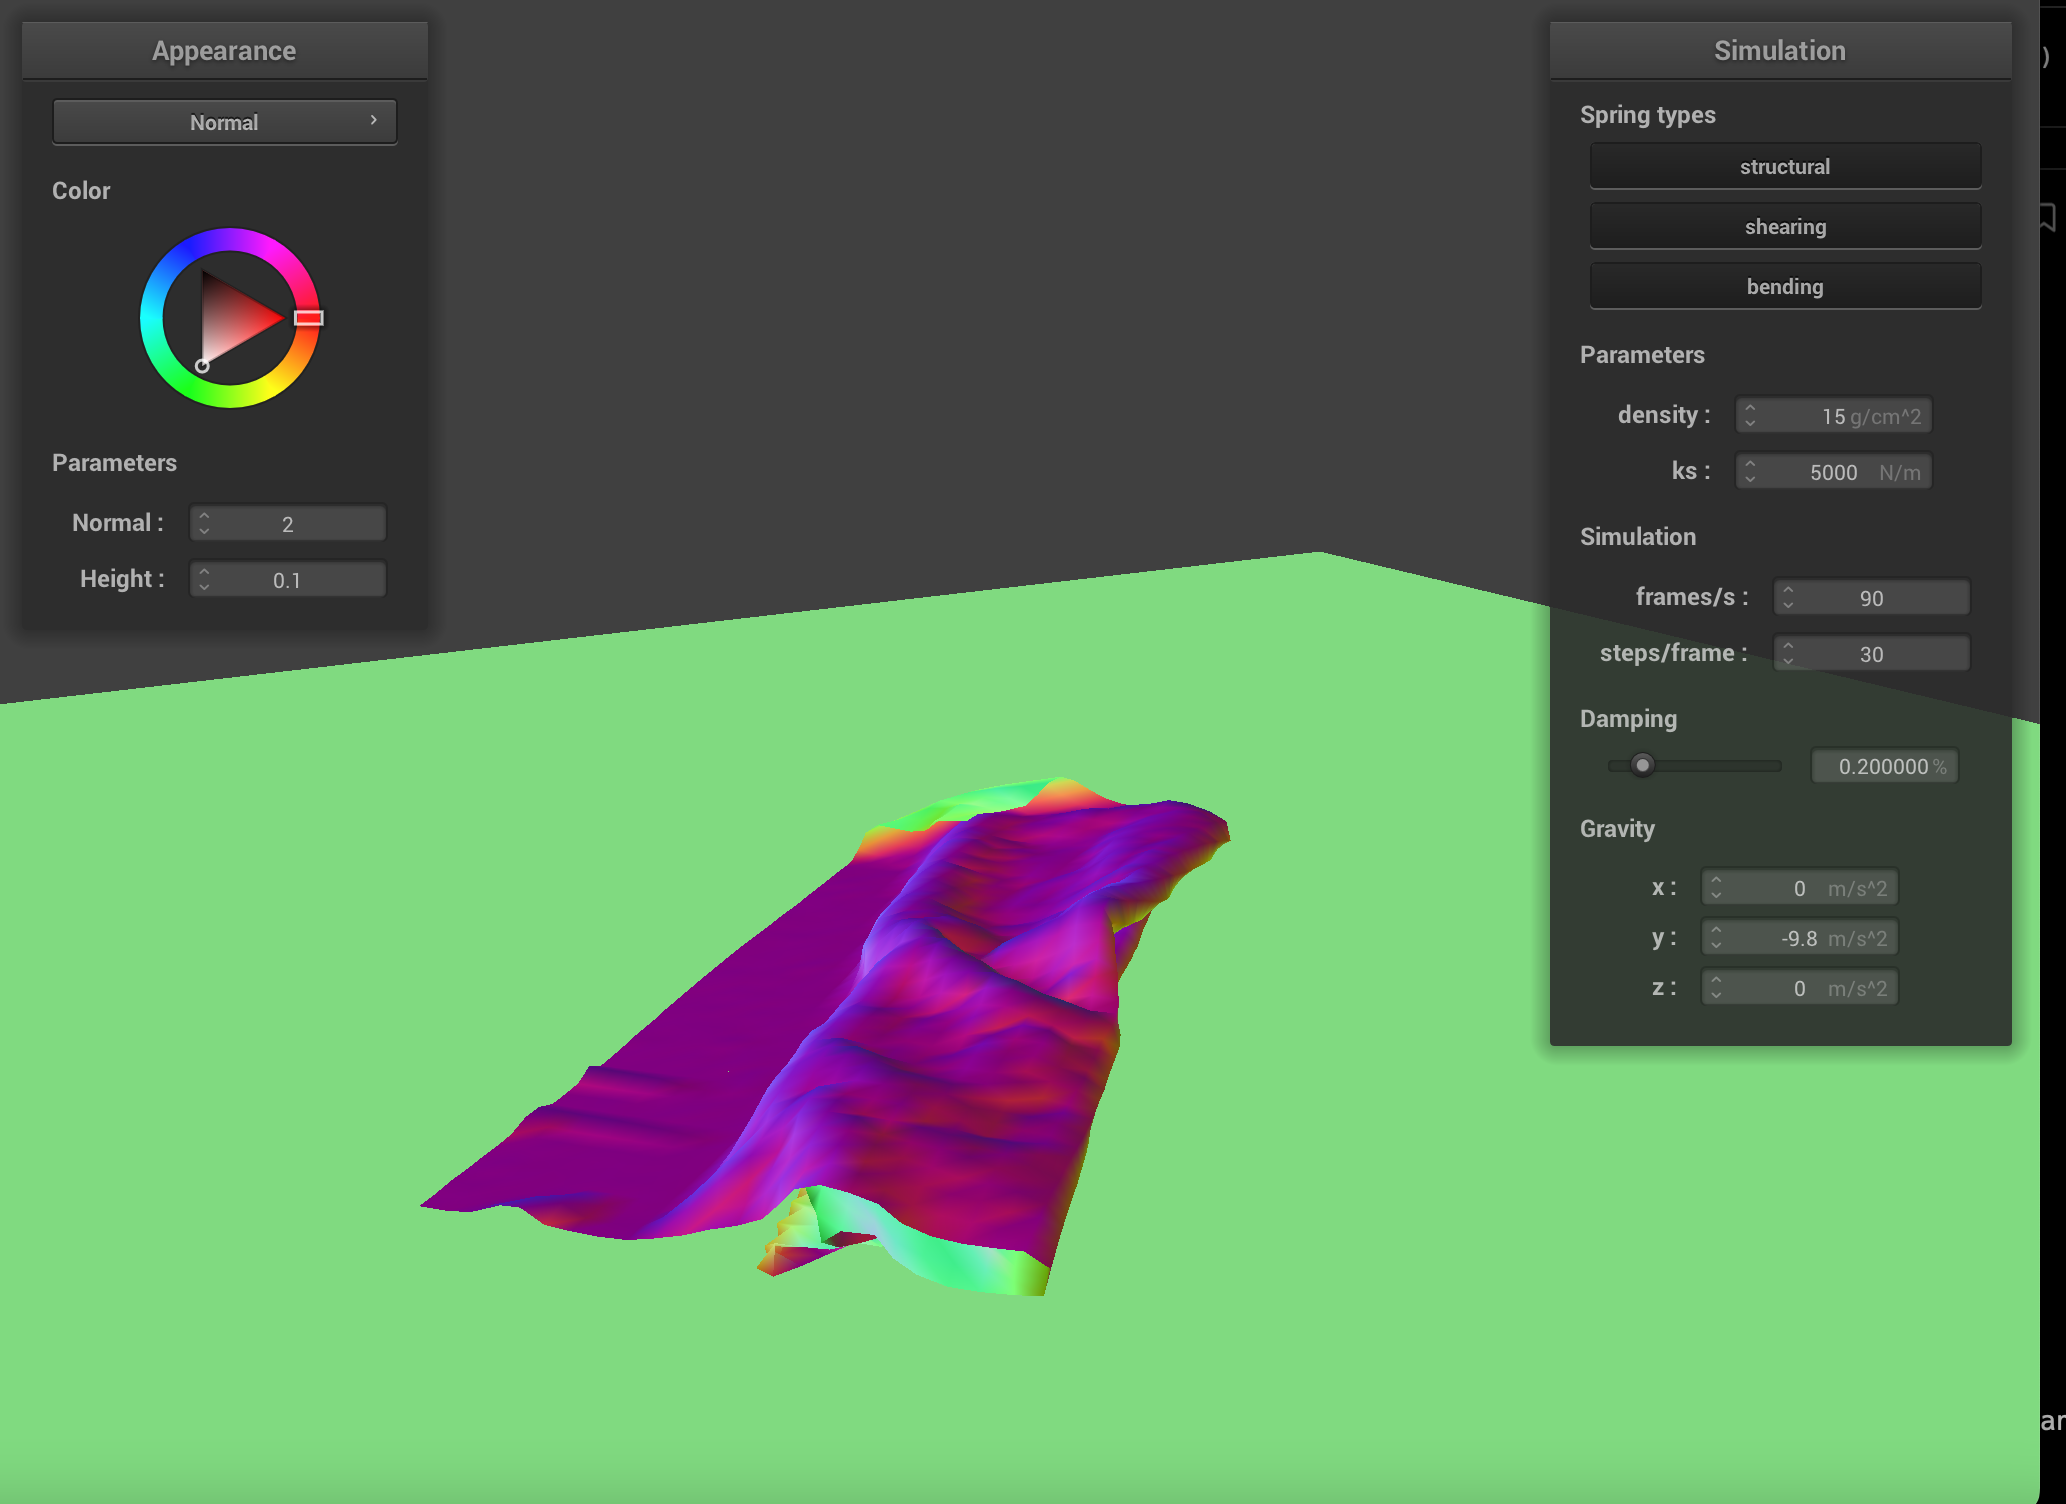 Appearance
Normal
Color
Parameters
Normal : 2
Height : 0.1
Simulation
Spring types
structural
shearing
bending
Parameters
density : 15 g/cm^2
ks : 5000 N/m
Simulation
frames/s : 90
steps/frame : 30
Damping
0.200000 %
Gravity
x : 0 m/s^2
y : -9.8 m/s^2
z : 0 m/s^2
)
ar